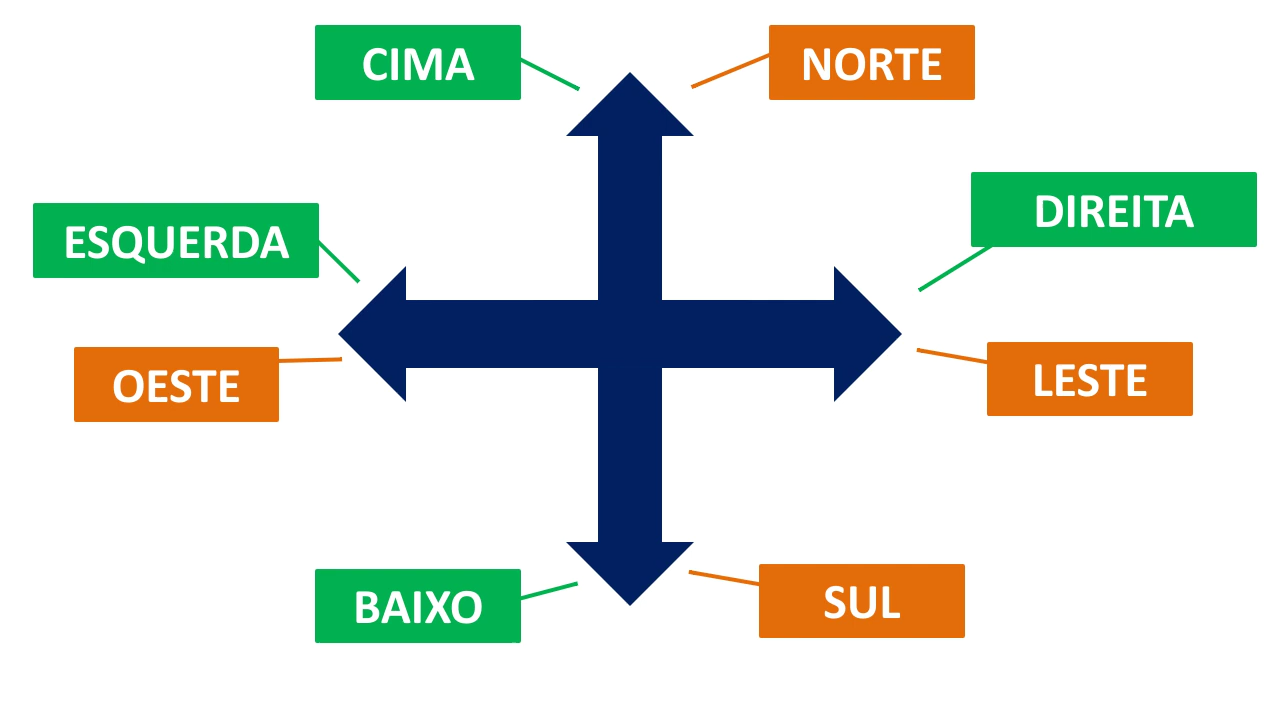 CIMA
NORTE
DIREITA
ESQUERDA
OESTE
LESTE
BAIXO
SUL